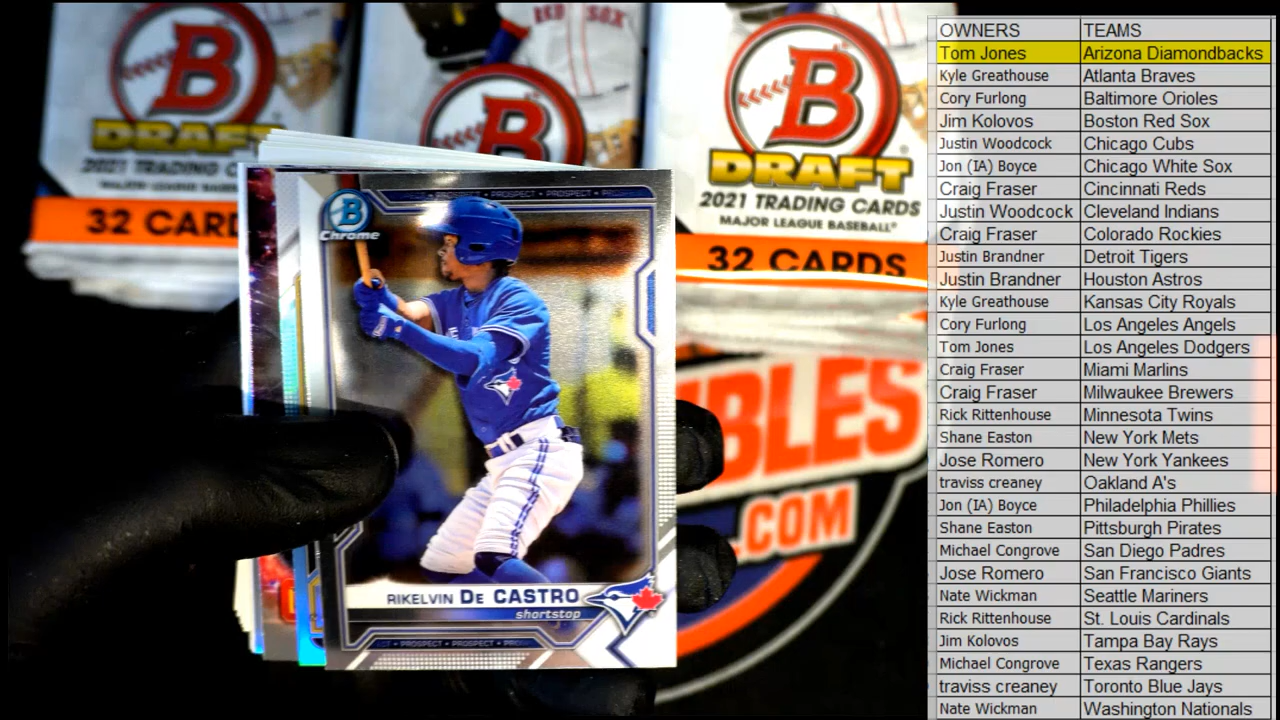 RED SOX
B
DRAFT
2021 TRADING C
MAJOR LEAGUE BASEBA
32 CARD
B
B
DRAFT
2021 TRADING CARDS
MAJOR LEAGUE BASEBALL
32 CARDS
PROSPECT • PROSPECT • PROSPECT
B
Chrome
RIKELVIN DE CASTRO
shortstop
PROSPECT • PROSPECT
IBLES
.COM
OWNERS TEAMS
Tom Jones Arizona Diamondbacks
Kyle Greathouse Atlanta Braves
Cory Furlong Baltimore Orioles
Jim Kolovos Boston Red Sox
Justin Woodcock Chicago Cubs
Jon (IA) Boyce Chicago White Sox
Craig Fraser Cincinnati Reds
Justin Woodcock Cleveland Indians
Craig Fraser Colorado Rockies
Justin Brandner Detroit Tigers
Justin Brandner Houston Astros
Kyle Greathouse Kansas City Royals
Cory Furlong Los Angeles Angels
Tom Jones Los Angeles Dodgers
Craig Fraser Miami Marlins
Craig Fraser Milwaukee Brewers
Rick Rittenhouse Minnesota Twins
Shane Easton New York Mets
Jose Romero New York Yankees
traviss creaney Oakland A's
Jon (IA) Boyce Philadelphia Phillies
Shane Easton Pittsburgh Pirates
Michael Congrove San Diego Padres
Jose Romero San Francisco Giants
Nate Wickman Seattle Mariners
Rick Rittenhouse St. Louis Cardinals
Jim Kolovos Tampa Bay Rays
Michael Congrove Texas Rangers
traviss creaney Toronto Blue Jays
Nate Wickman Washington Nationals